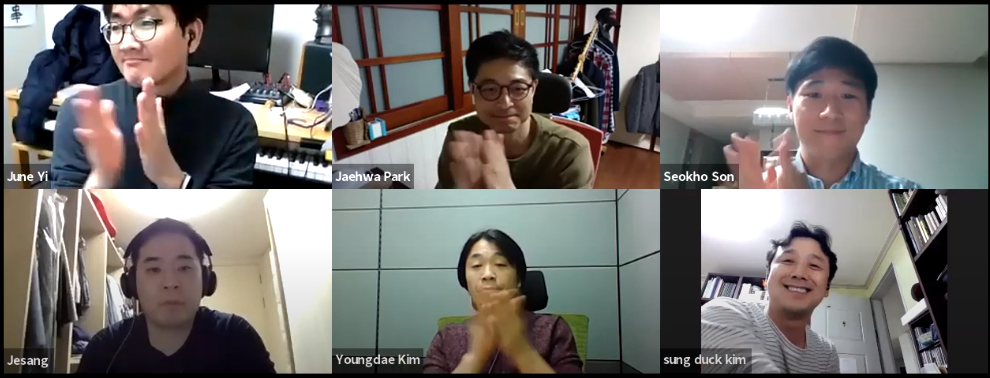 June Yi
Jaehwa Park
Seokho Son
Jesang
Youngdae Kim
sung duck kim